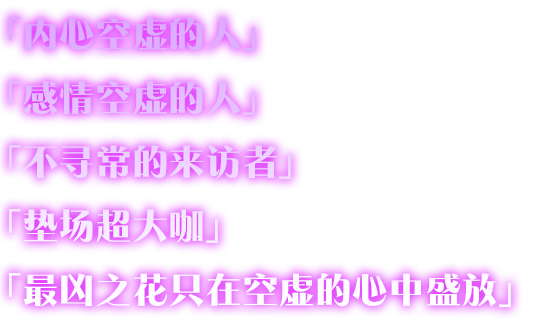 「内心空虚的人」
「感情空虚的人」
「不寻常的来访者」
「垫场超大咖」
「最凶之花只在空虚的心中盛放」